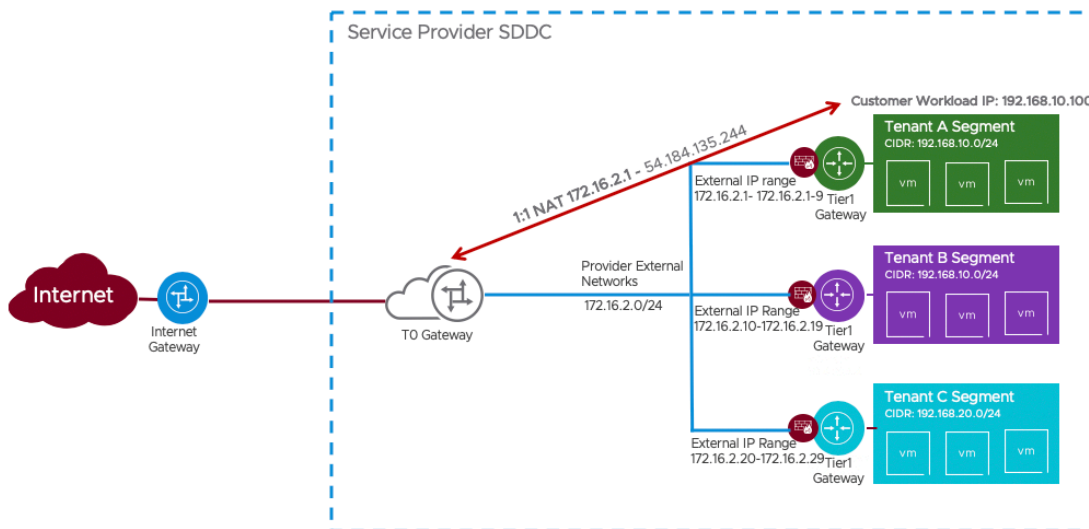 Service Provider SDDC
Customer Workload IP: 192.168.10.100
Tenant A Segment
CIDR: 192.168.10.0/24
vm
vm
vm
1:1 NAT 172.16.2.1 - 54.184.135.244
External IP range
172.16.2.1- 172.16.2.1-9
Tier1
Gateway
Internet
Internet
Gateway
T0 Gateway
Provider External
Networks
172.16.2.0/24
Tenant B Segment
CIDR: 192.168.10.0/24
vm
vm
vm
External IP Range
172.16.2.10-172.16.2.19
Tier1
Gateway
Tenant C Segment
CIDR: 192.168.20.0/24
vm
vm
vm
External IP Range
172.16.2.20-172.16.2.29
Tier1
Gateway